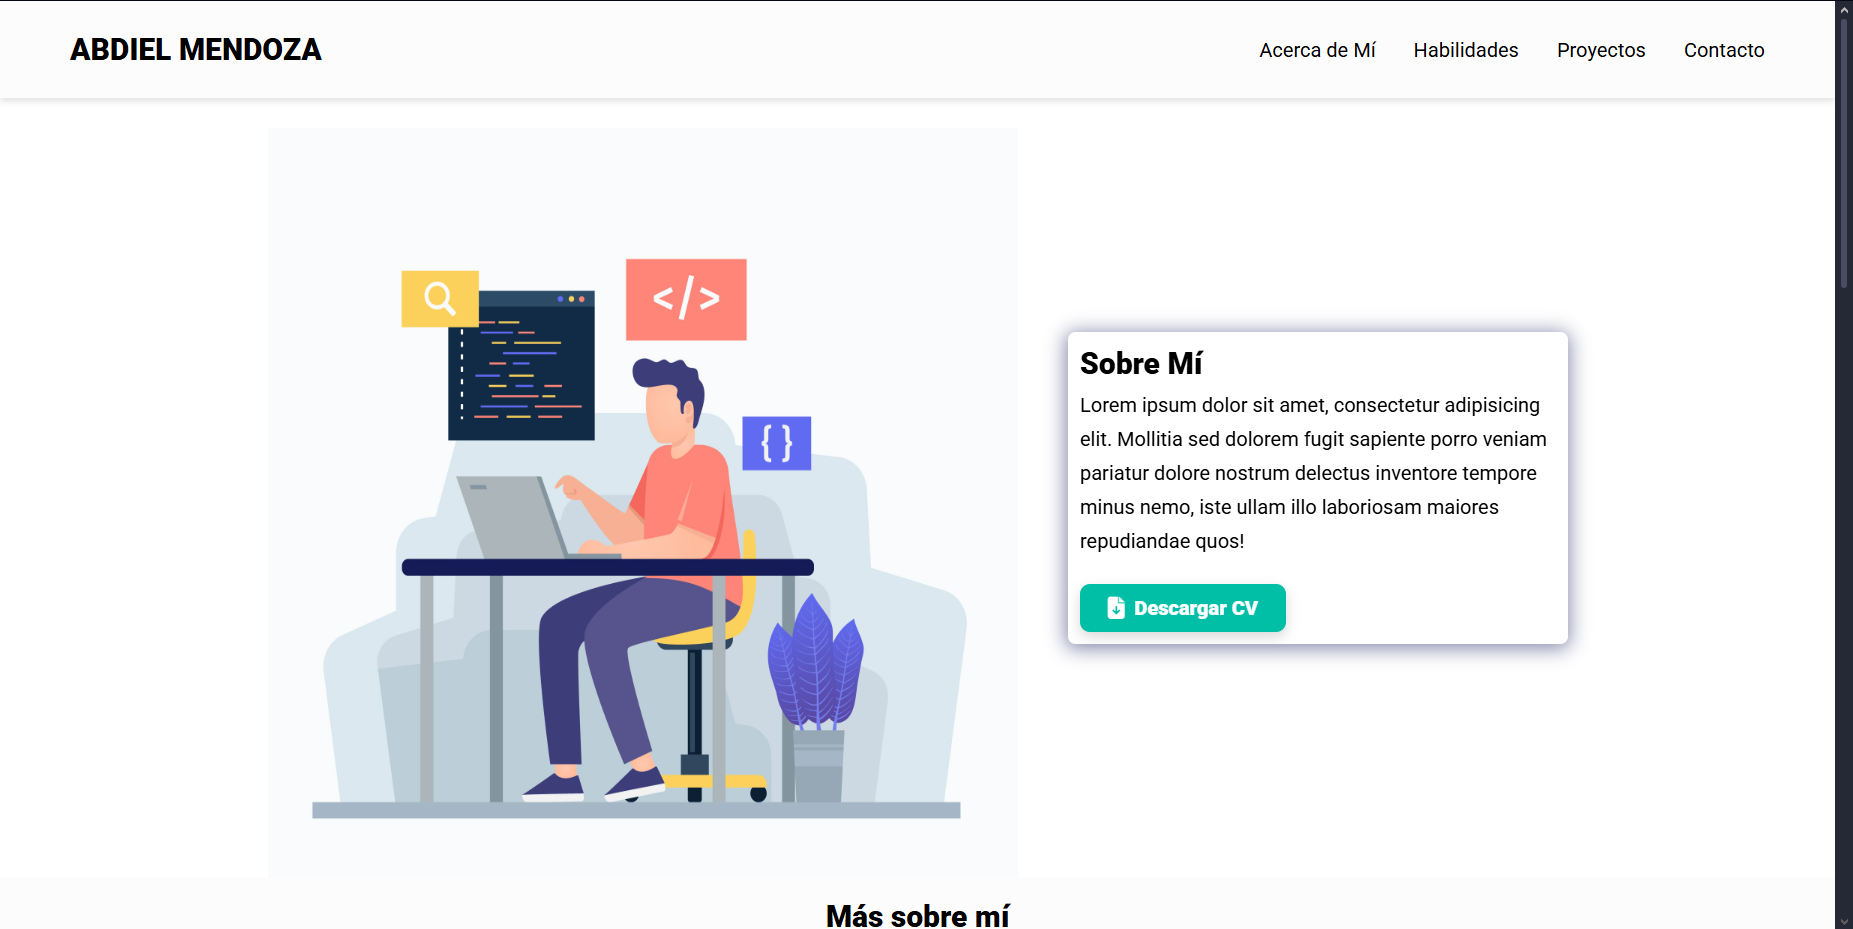 ABDIEL MENDOZA
Acerca de Mí
Habilidades
Proyectos
Contacto
</>
{ }
Sobre Mí
Lorem ipsum dolor sit amet, consectetur adipisicing
elit. Mollitia sed dolorem fugit sapiente porro veniam
pariatur dolore nostrum delectus inventore tempore
minus nemo, iste ullam illo laboriosam maiores
repudiandae quos!
Descargar CV
Más sobre mí